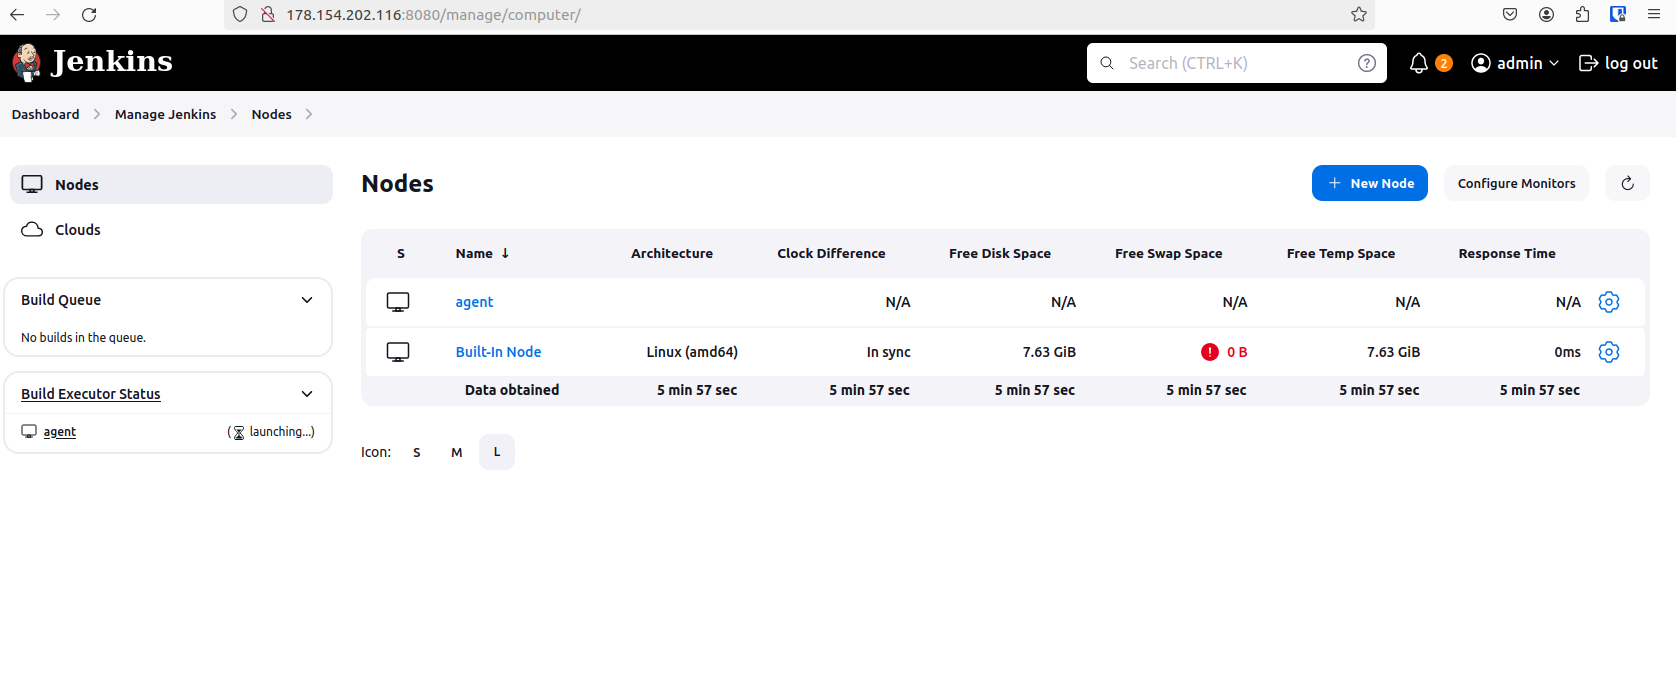 178.154.202.116:8080/manage/computer/
Jenkins
Search (CTRL+K)
?
2
admin
log out
Dashboard
Manage Jenkins
Nodes
Nodes
Clouds
Nodes
+ New Node
Configure Monitors
Build Queue
No builds in the queue.
Build Executor Status
agent
(launching...)
S Name ↓ Architecture Clock Difference Free Disk Space Free Swap Space Free Temp Space Response Time
agent N/A N/A N/A N/A N/A
Built-In Node Linux (amd64) In sync 7.63 GiB ! 0 B 7.63 GiB 0ms
Data obtained 5 min 57 sec 5 min 57 sec 5 min 57 sec 5 min 57 sec 5 min 57 sec 5 min 57 sec
Icon: S M L